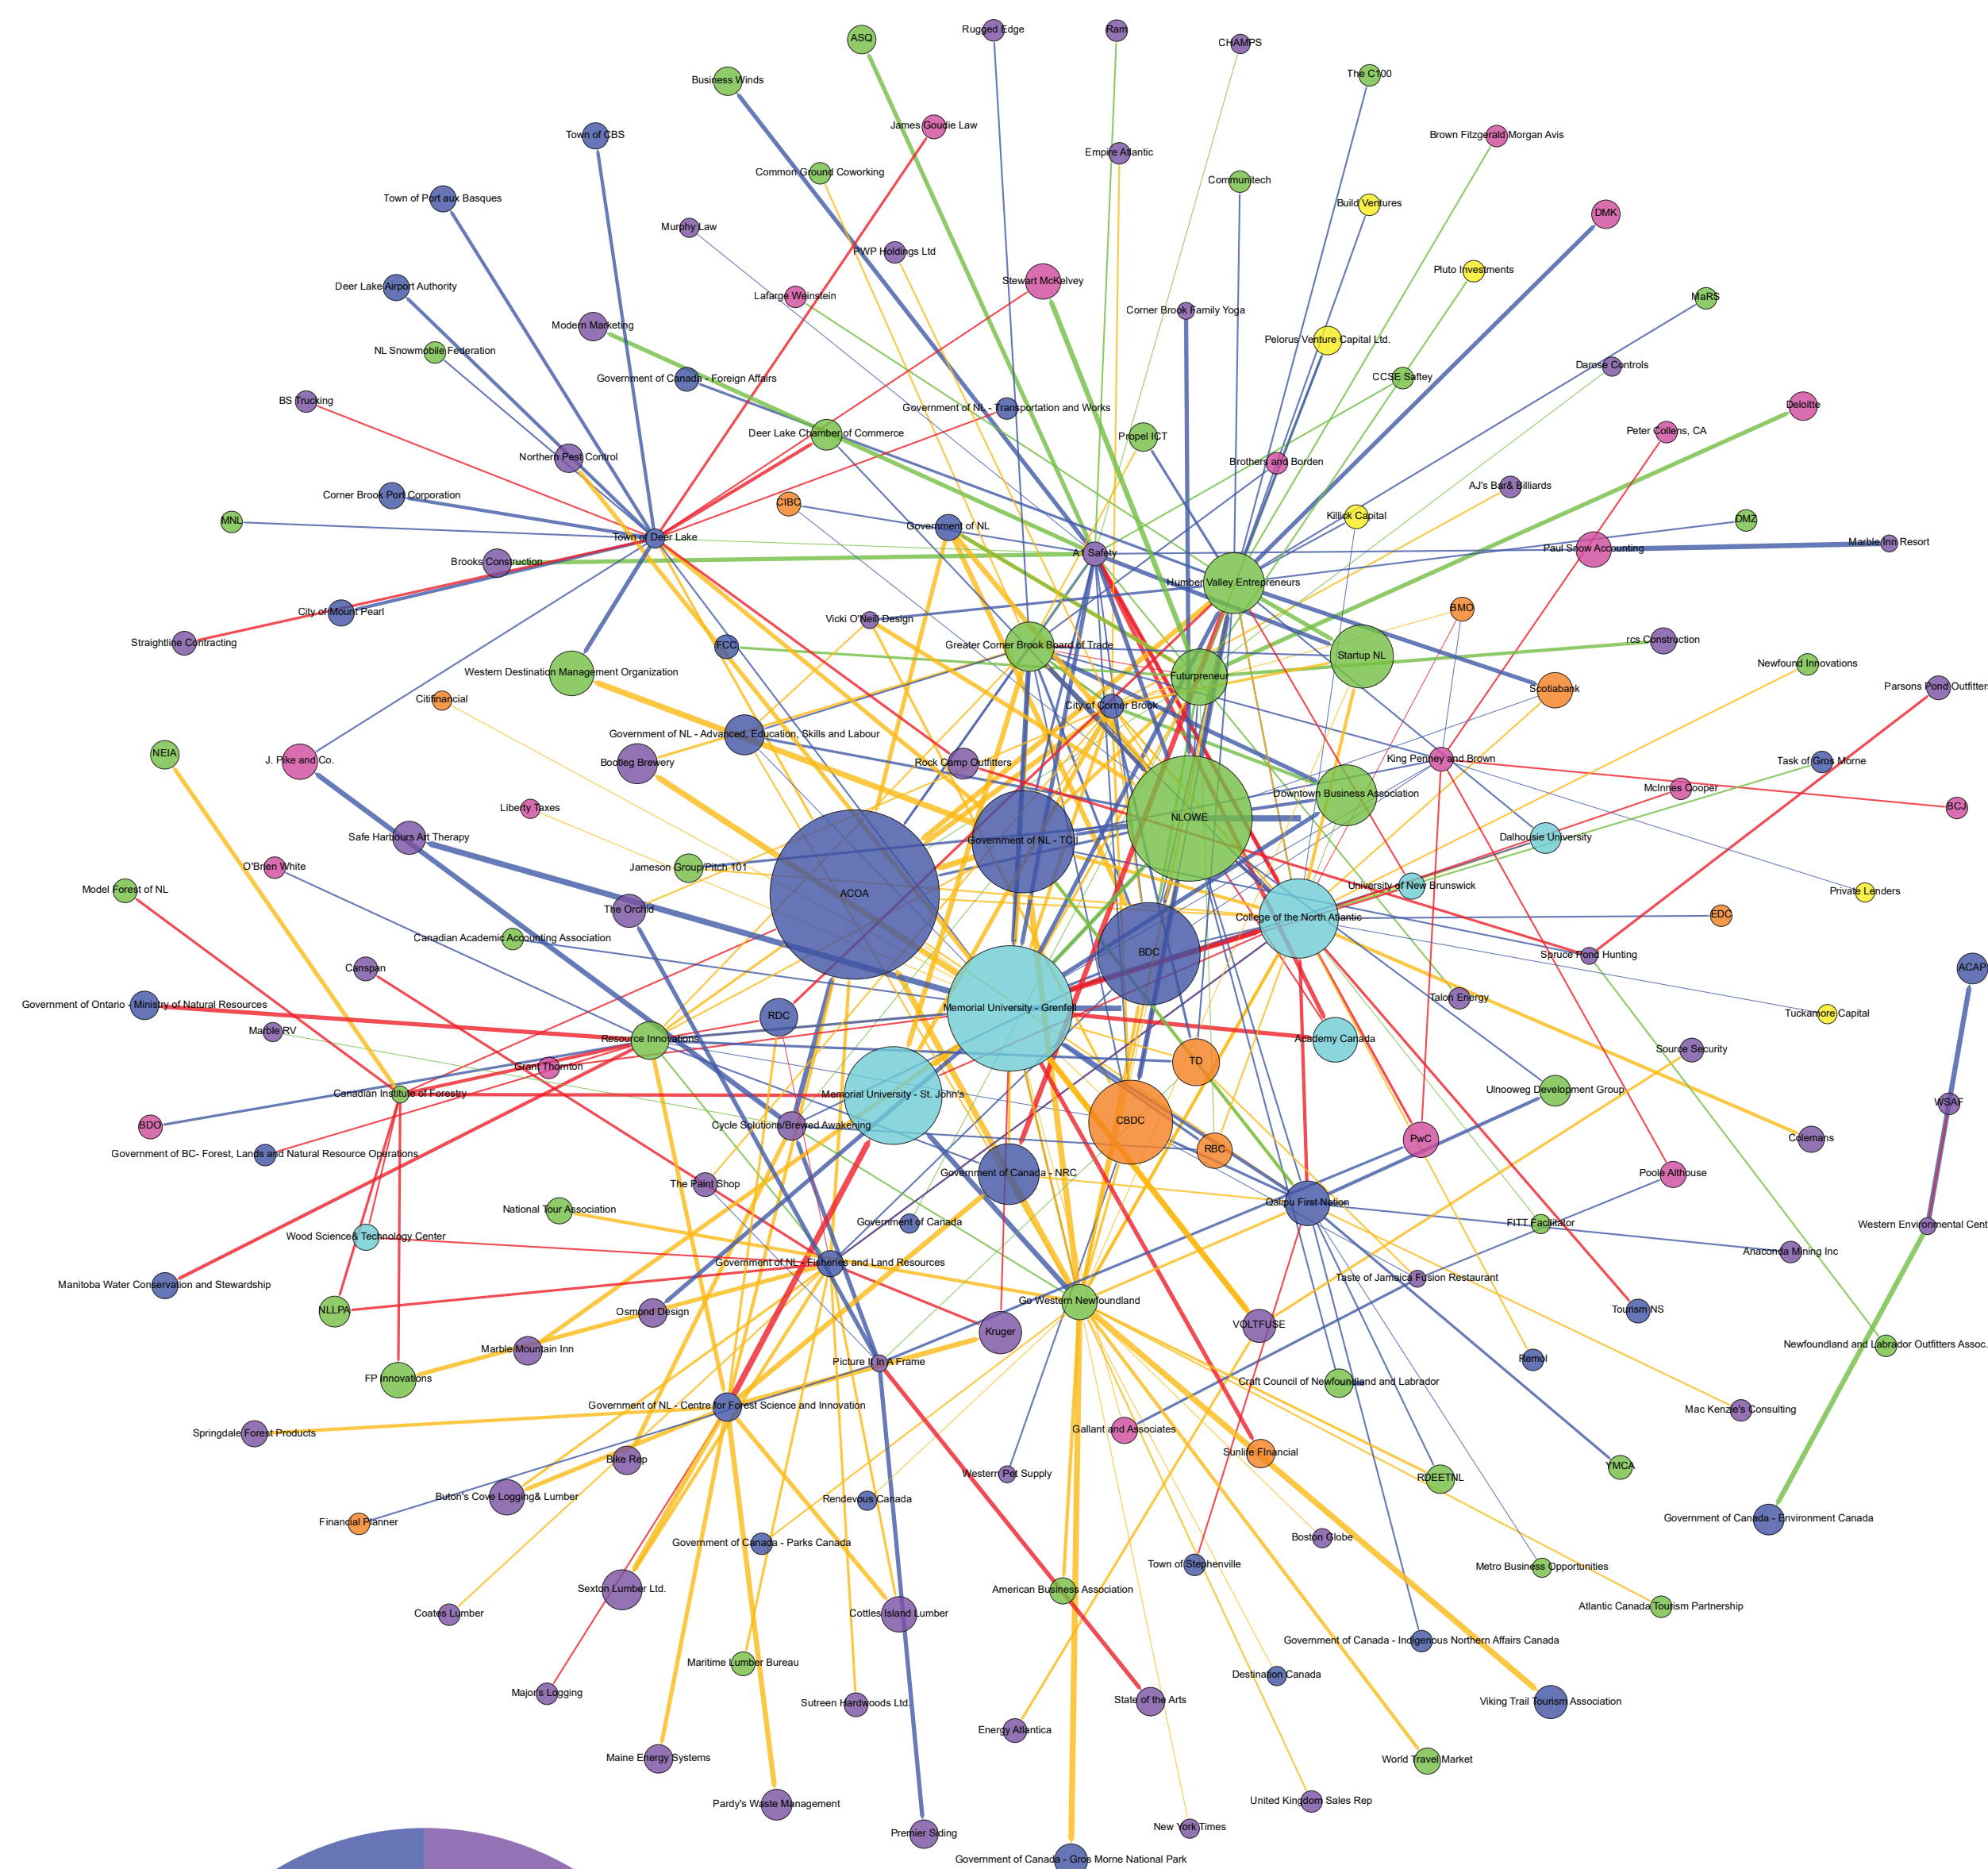 Rugged Edge
Ram
ASQ
CHAMPS
Business Winds
The C100
James Goudie Law
Town of CBS
Brown Fitzgerald Morgan Avis
Empire Atlantic
Common Ground Coworking
Communitech
Town of Port aux Basques
Build Ventures
DMK
Murphy Law
PWP Holdings Ltd
Pluto Investments
Stewart McKelvey
Deer Lake Airport Authority
Lafarge Weinstein
MaRS
Corner Brook Family Yoga
Modern Marketing
Pelorus Venture Capital Ltd.
NL Snowmobile Federation
Darose Controls
Government of Canada - Foreign Affairs
CCSE Saftey
BS Trucking
Government of NL - Transportation and Works
Deloitte
Deer Lake Chamber of Commerce
Propel ICT
Peter Collens, CA
Northern Pest Control
Brothers and Borden
AJ's Bar& Billiards
Corner Brook Port Corporation
CIBC
Killick Capital
MNL
Government of NL
DMZ
Town of Deer Lake
Marble Inn Resort
Paul Snow Accounting
A1 Safety
Brooks Construction
Humber Valley Entrepreneurs
BMO
City of Mount Pearl
Vicki O'Neill Design
Straightline Contracting
rcs Construction
FCC
Greater Corner Brook Board of Trade
Startup NL
Newfound Innovations
Western Destination Management Organization
Futurpreneur
Parsons Pond Outfitters
Scotiabank
Citifinancial
City of Corner Brook
Government of NL - Advanced, Education, Skills and Labour
NEIA
J. Pike and Co.
Bootleg Brewery
Rock Camp Outfitters
King Penney and Brown
Task of Gros Morne
McInnes Cooper
Downtown Business Association
Liberty Taxes
BCJ
NLOWE
Safe Harbours Art Therapy
Dalhousie University
Government of NL - TCII
O'Brien White
Jameson Group/Pitch 101
University of New Brunswick
Model Forest of NL
ACOA
Private Lenders
The Orchid
College of the North Atlantic
EDC
Canadian Academic Accounting Association
BDC
Spruce Pond Hunting
Canspan
ACAP
Talon Energy
Government of Ontario - Ministry of Natural Resources
Memorial University - Grenfell
Tuckamore Capital
RDC
Marble RV
Resource Innovations
Academy Canada
Source Security
TD
Grant Thornton
Ulnooweg Development Group
Canadian Institute of Forestry
Memorial University - St. John's
WSAF
CBDC
BDO
Cycle Solutions/Brewed Awakening
PwC
Colemans
RBC
Government of BC- Forest, Lands and Natural Resource Operations
Government of Canada - NRC
Poole Althouse
The Paint Shop
Qalipu First Nation
National Tour Association
Government of Canada
FITT Facilitator
Western Environmental Cent
Wood Science& Technology Center
Anaconda Mining Inc
Government of NL - Fisheries and Land Resources
Taste of Jamaica Fusion Restaurant
Manitoba Water Conservation and Stewardship
Go Western Newfoundland
NLLPA
Osmond Design
Tourism NS
VOLTFUSE
Kruger
Newfoundland and Labrador Outfitters Assoc.
Marble Mountain Inn
Picture It In A Frame
Remol
FP Innovations
Craft Council of Newfoundland and Labrador
Government of NL - Centre for Forest Science and Innovation
Mac Kenzie's Consulting
Springdale Forest Products
Gallant and Associates
Sunlife FInancial
Bike Rep
YMCA
Western Pet Supply
RDEETNL
Buton's Cove Logging& Lumber
Rendevous Canada
Financial Planner
Government of Canada - Environment Canada
Boston Globe
Government of Canada - Parks Canada
Town of Stephenville
Metro Business Opportunities
Sexton Lumber Ltd.
American Business Association
Atlantic Canada Tourism Partnership
Coates Lumber
Cottles Island Lumber
Government of Canada - Indigenous Northern Affairs Canada
Maritime Lumber Bureau
Destination Canada
Major's Logging
Sutreen Hardwoods Ltd.
State of the Arts
Viking Trail Tourism Association
Energy Atlantica
Maine Energy Systems
World Travel Market
United Kingdom Sales Rep
Pardy's Waste Management
New York Times
Premier Siding
Government of Canada - Gros Morne National Park